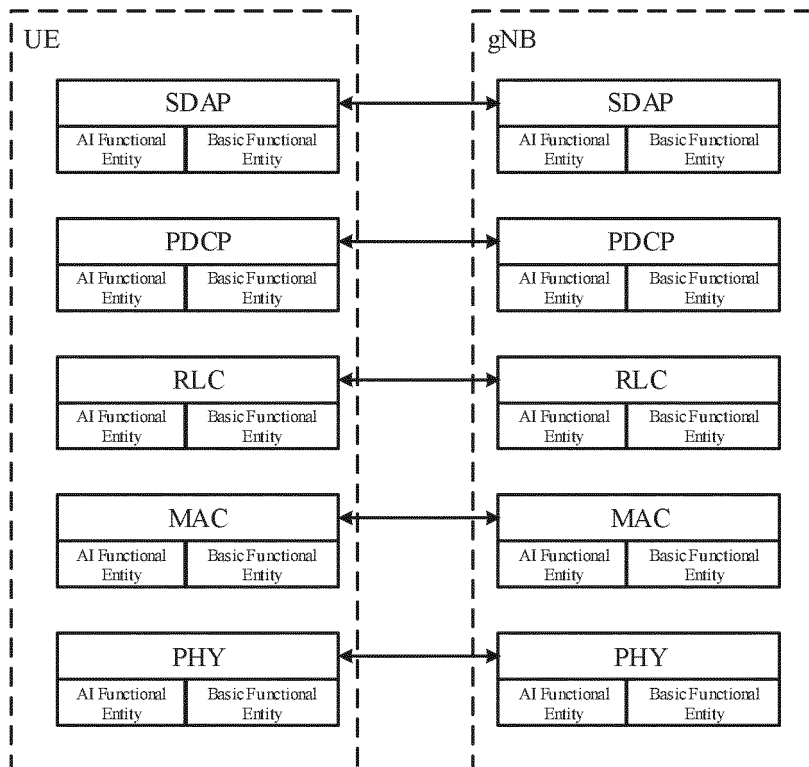 UE
gNB
SDAP
AI Functional
Entity
Basic Functional
Entity
SDAP
AI Functional
Entity
Basic Functional
Entity
PDCP
AI Functional
Entity
Basic Functional
Entity
PDCP
AI Functional
Entity
Basic Functional
Entity
RLC
AI Functional
Entity
Basic Functional
Entity
RLC
AI Functional
Entity
Basic Functional
Entity
MAC
AI Functional
Entity
Basic Functional
Entity
MAC
AI Functional
Entity
Basic Functional
Entity
PHY
AI Functional
Entity
Basic Functional
Entity
PHY
AI Functional
Entity
Basic Functional
Entity